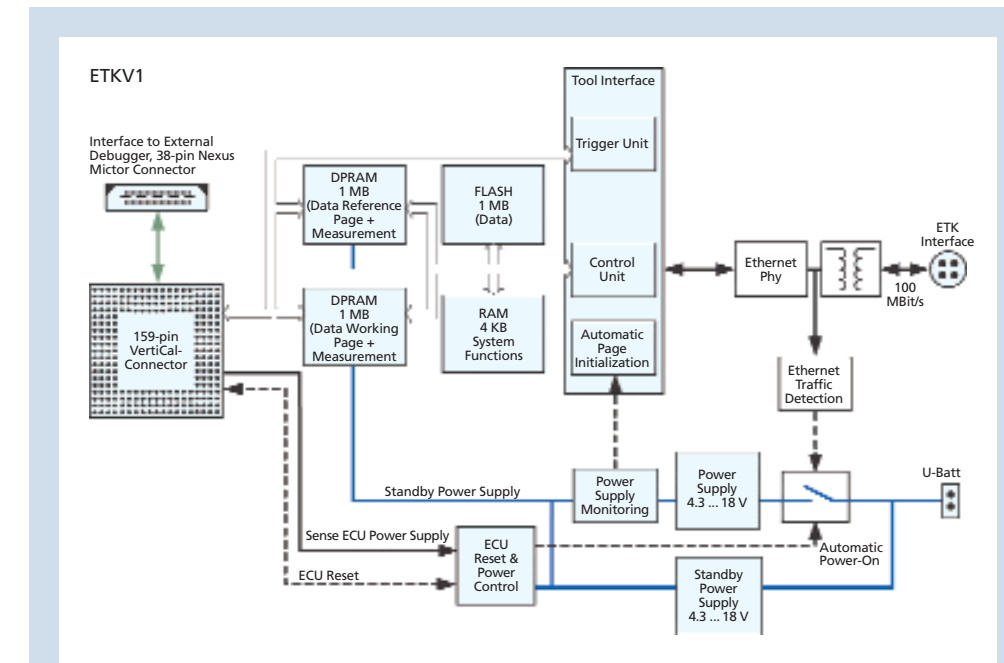 ETKV1
Interface to External
Debugger, 38-pin Nexus
Mictor Connector
Tool Interface
Trigger Unit
DPRAM
1 MB
(Data Reference
Page +
Measurement
FLASH
1 MB
(Data)
ETK
Interface
Control
Unit
Ethernet
Phy
100
MBit/s
DPRAM
1 MB
(Data Working
Page +
Measurement
RAM
4 KB
System
Functions
159-pin
VertiCal-
Connector
Automatic
Page
Initialization
Ethernet
Traffic
Detection
U-Batt
Power
Supply
Monitoring
Power
Supply
4.3 ... 18 V
Standby Power Supply
Sense ECU Power Supply
ECU
Reset &
Power
Control
Automatic
Power-On
ECU Reset
Standby
Power
Supply
4.3 ... 18 V